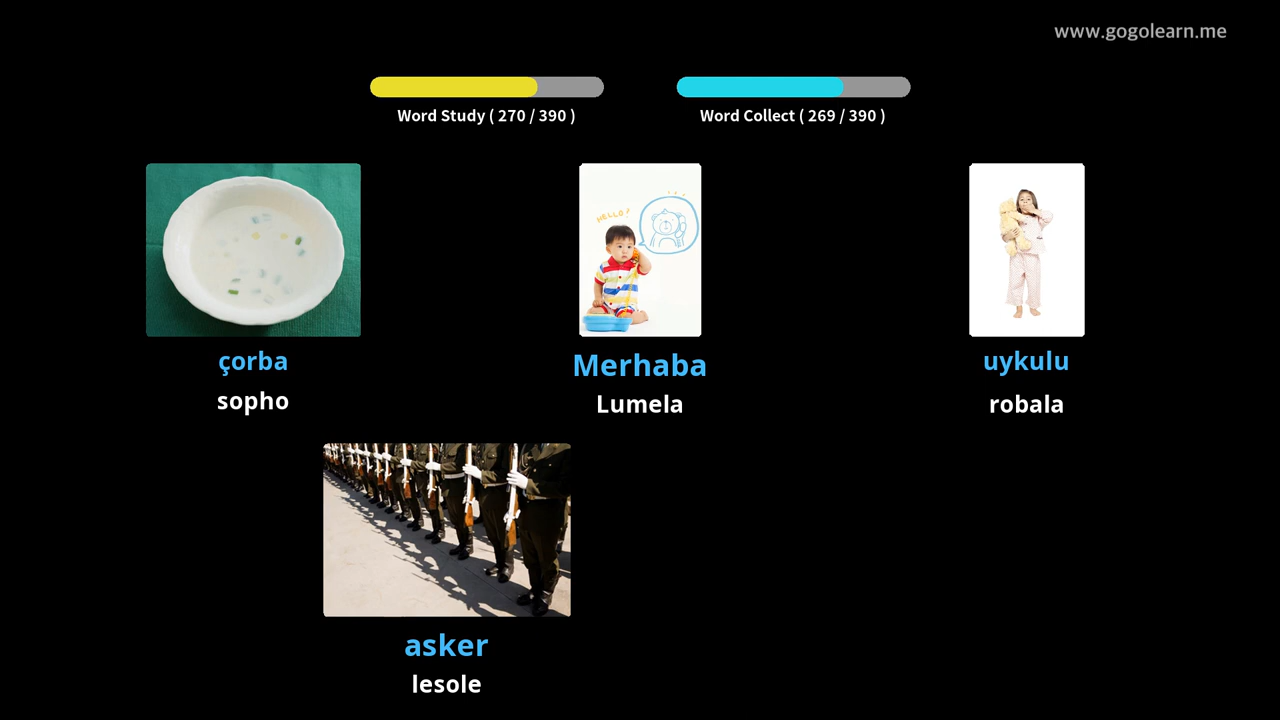 www.gogolearn.me
Word Study ( 270 / 390 )
Word Collect ( 269 / 390 )
HELLO?
çorba
Merhaba
uykulu
sopho
Lumela
robala
asker
lesole